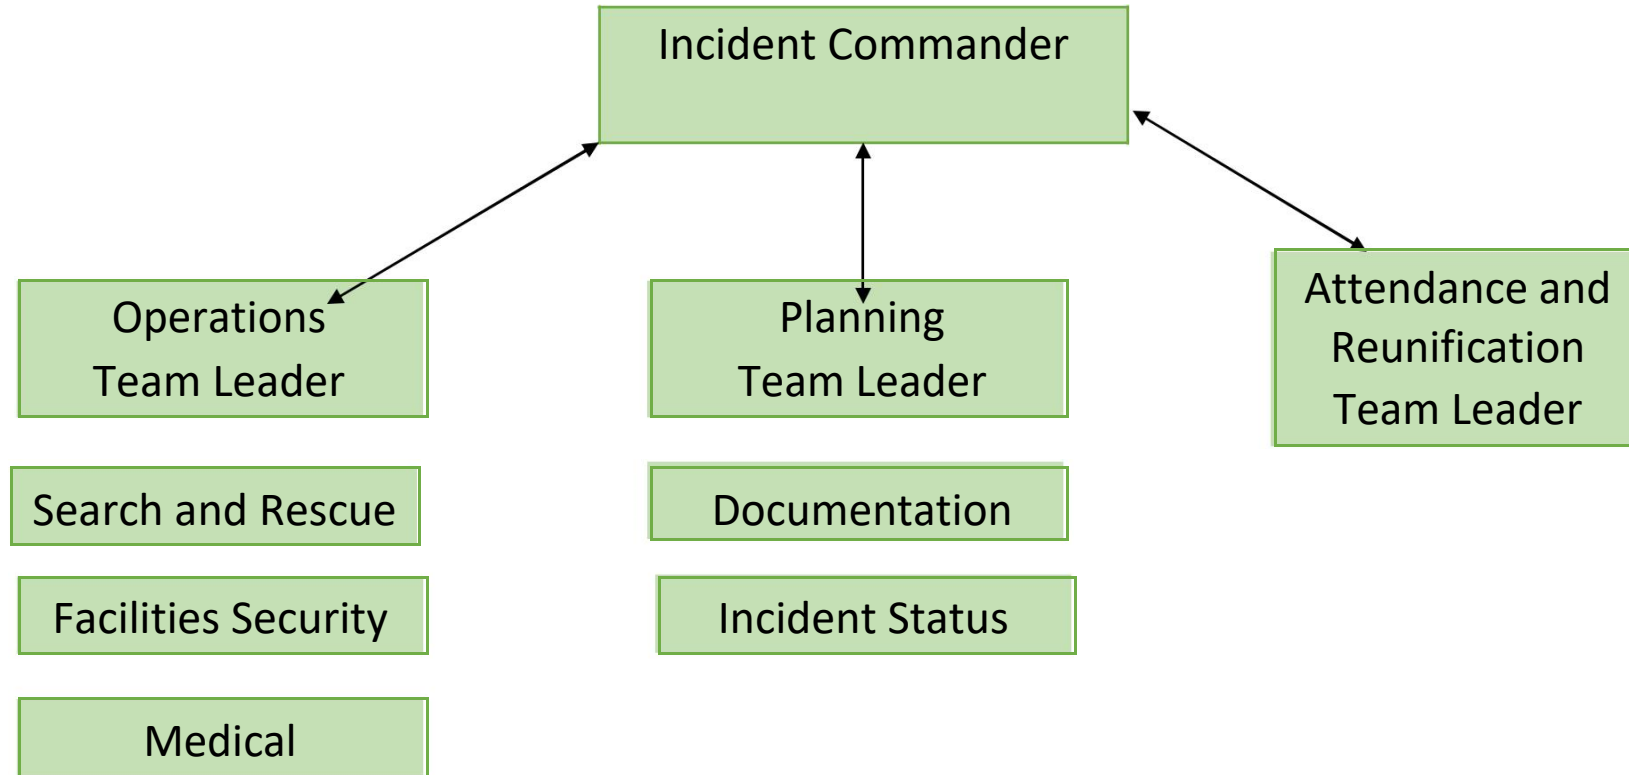 Incident Commander
Operations
Team Leader
Planning
Team Leader
Attendance and
Reunification
Team Leader
Search and Rescue
Documentation
Facilities Security
Incident Status
Medical